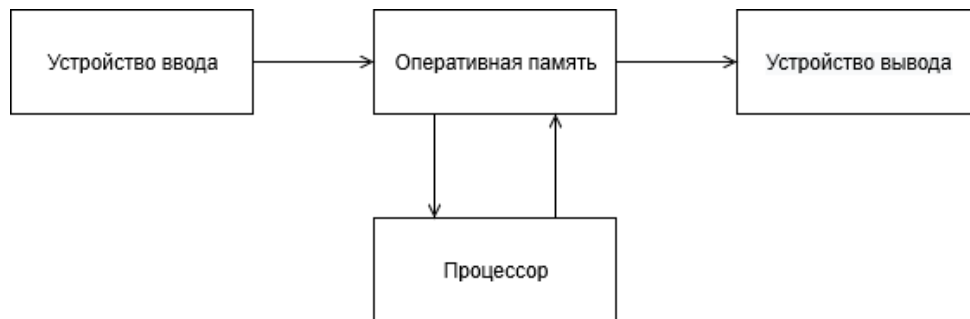 Устройство ввода
Оперативная память
Устройство вывода
Процессор